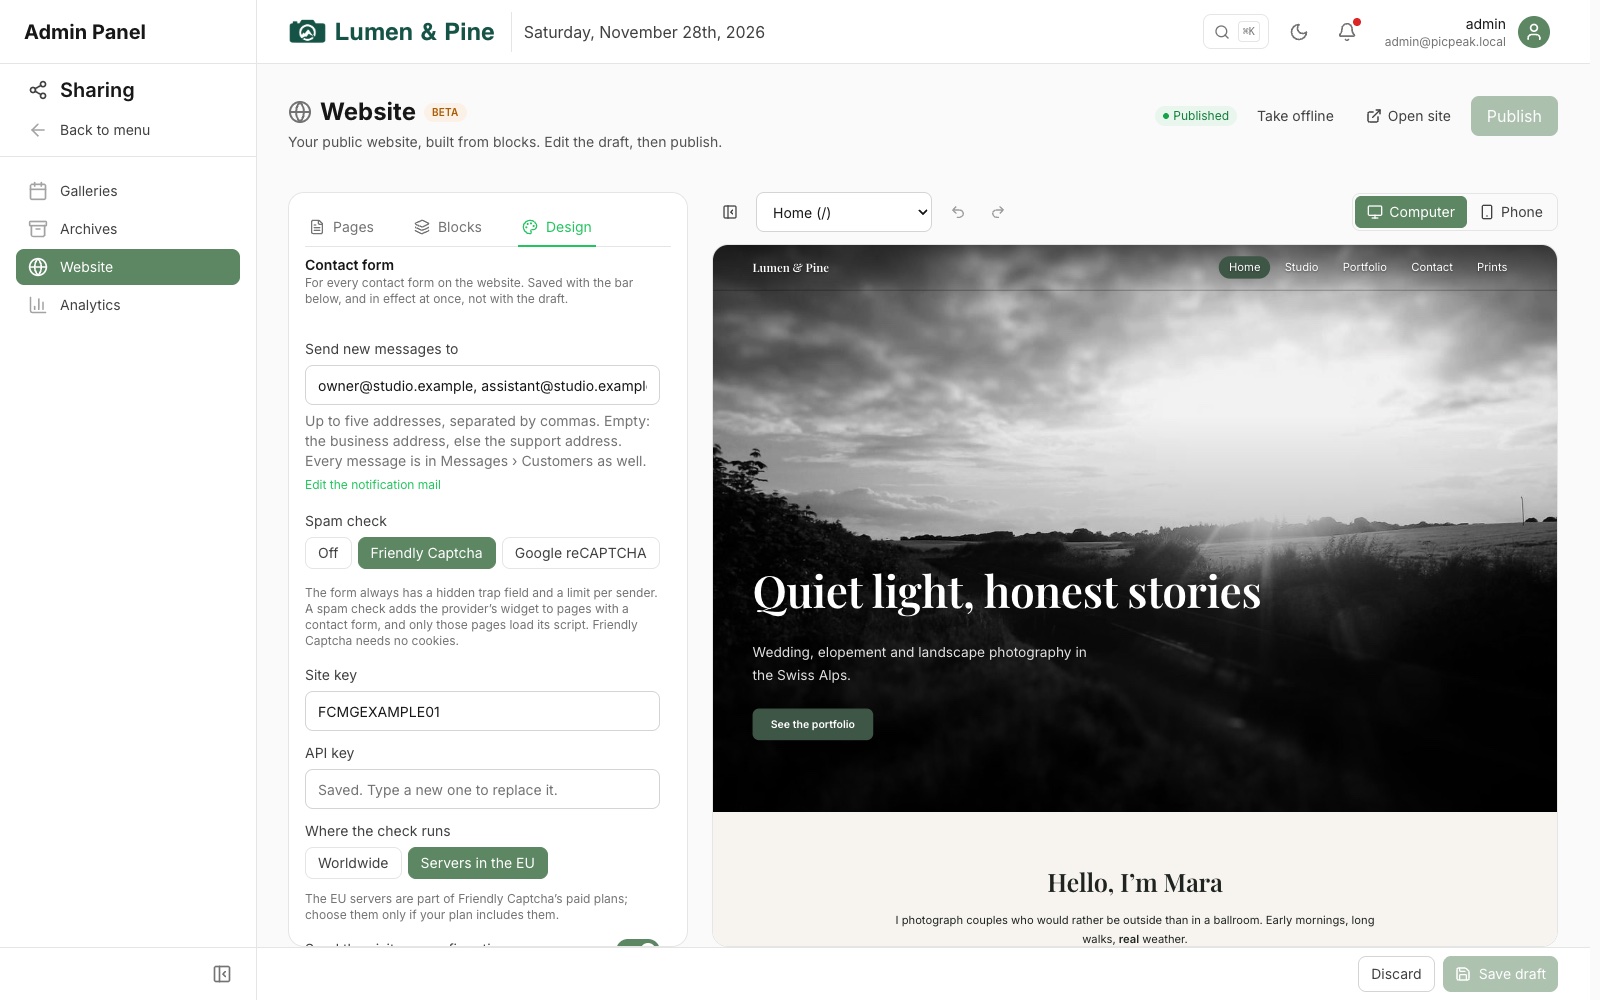 Admin Panel
Lumen & Pine
Saturday, November 28th, 2026
⌘K
admin
admin@picpeak.local
Sharing
Back to menu
Galleries
Archives
Website
Analytics
Website BETA
Your public website, built from blocks. Edit the draft, then publish.
Published
Take offline
Open site
Publish
Pages
Blocks
Design
Contact form
For every contact form on the website. Saved with the bar
below, and in effect at once, not with the draft.
Send new messages to
owner@studio.example, assistant@studio.exampl
Up to five addresses, separated by commas. Empty:
the business address, else the support address.
Every message is in Messages › Customers as well.
Edit the notification mail
Spam check
Off
Friendly Captcha
Google reCAPTCHA
The form always has a hidden trap field and a limit per sender.
A spam check adds the provider’s widget to pages with a
contact form, and only those pages load its script. Friendly
Captcha needs no cookies.
Site key
FCMGEXAMPLE01
API key
Saved. Type a new one to replace it.
Where the check runs
Worldwide
Servers in the EU
The EU servers are part of Friendly Captcha’s paid plans;
choose them only if your plan includes them.
Home (/)
Computer
Phone
Lumen & Pine
Home
Studio
Portfolio
Contact
Prints
Quiet light, honest stories
Wedding, elopement and landscape photography in
the Swiss Alps.
See the portfolio
Hello, I’m Mara
I photograph couples who would rather be outside than in a ballroom. Early mornings, long
walks, real weather.
Discard
Save draft